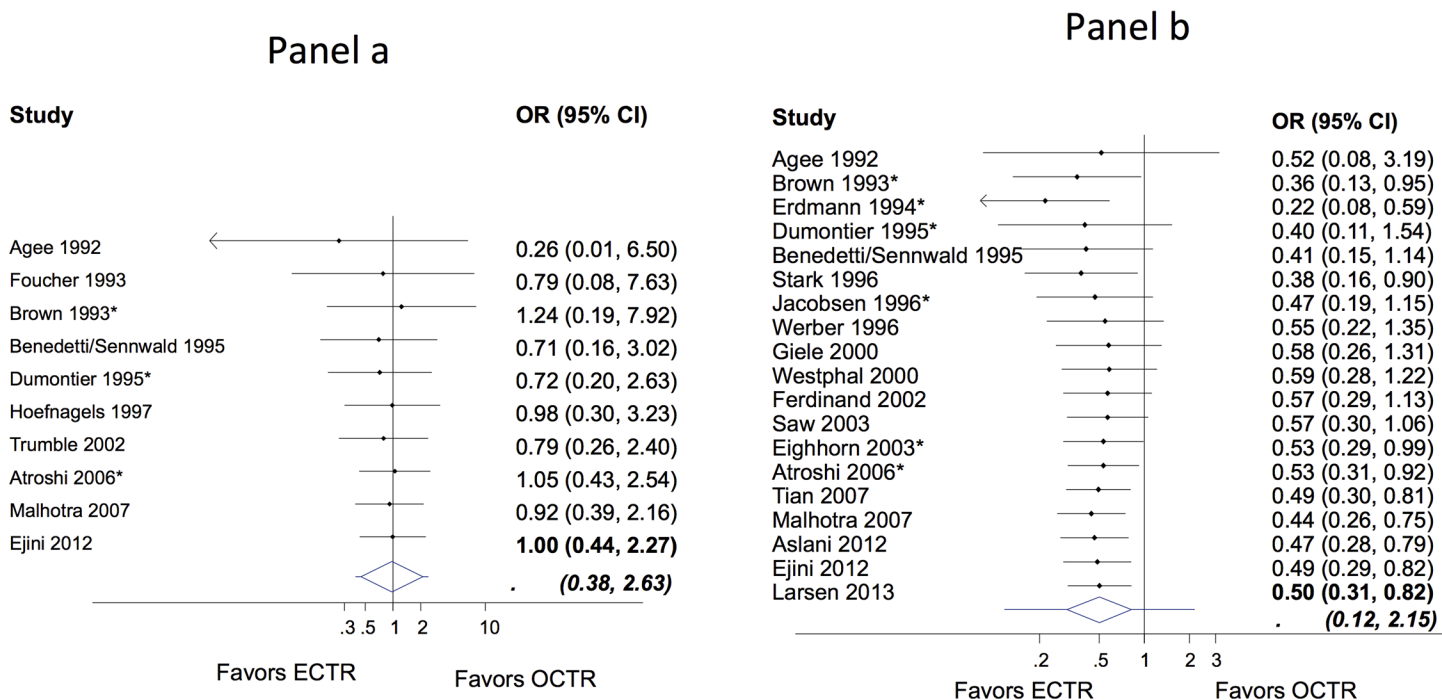 Panel a
Study OR (95% CI)
Agee 1992 0.26 (0.01, 6.50)
Foucher 1993 0.79 (0.08, 7.63)
Brown 1993* 1.24 (0.19, 7.92)
Benedetti/Sennwald 1995 0.71 (0.16, 3.02)
Dumontier 1995* 0.72 (0.20, 2.63)
Hoefnagels 1997 0.98 (0.30, 3.23)
Trumble 2002 0.79 (0.26, 2.40)
Atroshi 2006* 1.05 (0.43, 2.54)
Malhotra 2007 0.92 (0.39, 2.16)
Ejini 2012 1.00 (0.44, 2.27)
. (0.38, 2.63)
.3 .5 1 2 10
Favors ECTR Favors OCTR
Panel b
Study OR (95% CI)
Agee 1992 0.52 (0.08, 3.19)
Brown 1993* 0.36 (0.13, 0.95)
Erdmann 1994* 0.22 (0.08, 0.59)
Dumontier 1995* 0.40 (0.11, 1.54)
Benedetti/Sennwald 1995 0.41 (0.15, 1.14)
Stark 1996 0.38 (0.16, 0.90)
Jacobsen 1996* 0.47 (0.19, 1.15)
Werber 1996 0.55 (0.22, 1.35)
Giele 2000 0.58 (0.26, 1.31)
Westphal 2000 0.59 (0.28, 1.22)
Ferdinand 2002 0.57 (0.29, 1.13)
Saw 2003 0.57 (0.30, 1.06)
Eighhorn 2003* 0.53 (0.29, 0.99)
Atroshi 2006* 0.53 (0.31, 0.92)
Tian 2007 0.49 (0.30, 0.81)
Malhotra 2007 0.44 (0.26, 0.75)
Aslani 2012 0.47 (0.28, 0.79)
Ejini 2012 0.49 (0.29, 0.82)
Larsen 2013 0.50 (0.31, 0.82)
. (0.12, 2.15)
.2 .5 1 2 3
Favors ECTR Favors OCTR